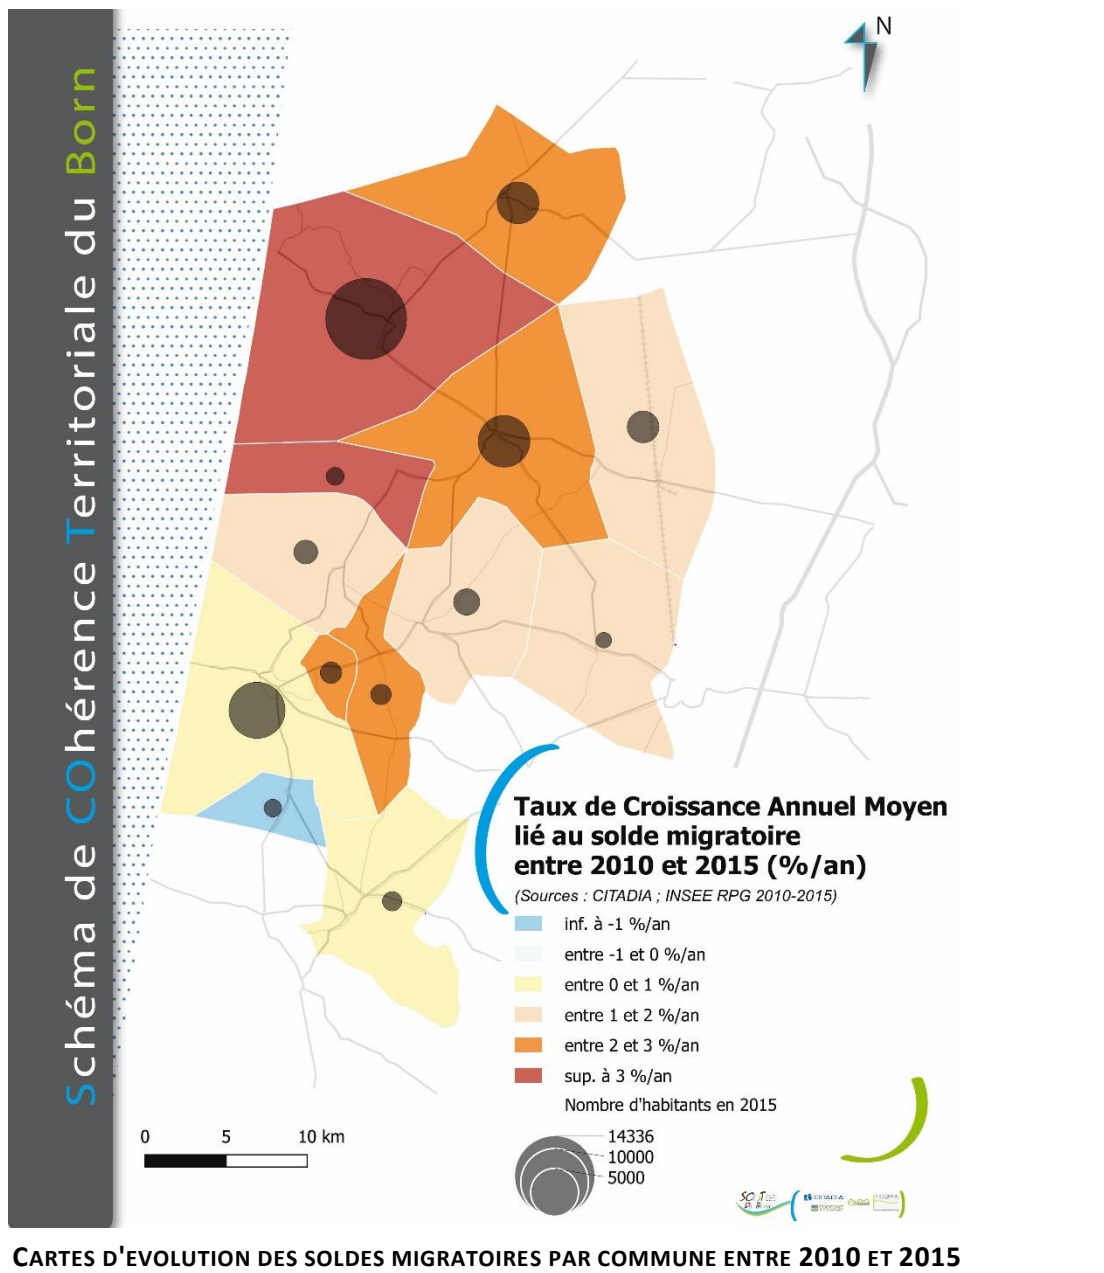 Schéma de COhérence Territoriale du Born
N
Taux de Croissance Annuel Moyen
lié au solde migratoire
entre 2010 et 2015 (%/an)
(Sources : CITADIA ; INSEE RPG 2010-2015)
inf. à -1 %/an
entre -1 et 0 %/an
entre 0 et 1 %/an
entre 1 et 2 %/an
entre 2 et 3 %/an
sup. à 3 %/an
Nombre d'habitants en 2015
14336
10000
5000
0 5 10 km
CITADIA
CARTES D'EVOLUTION DES SOLDES MIGRATOIRES PAR COMMUNE ENTRE 2010 ET 2015